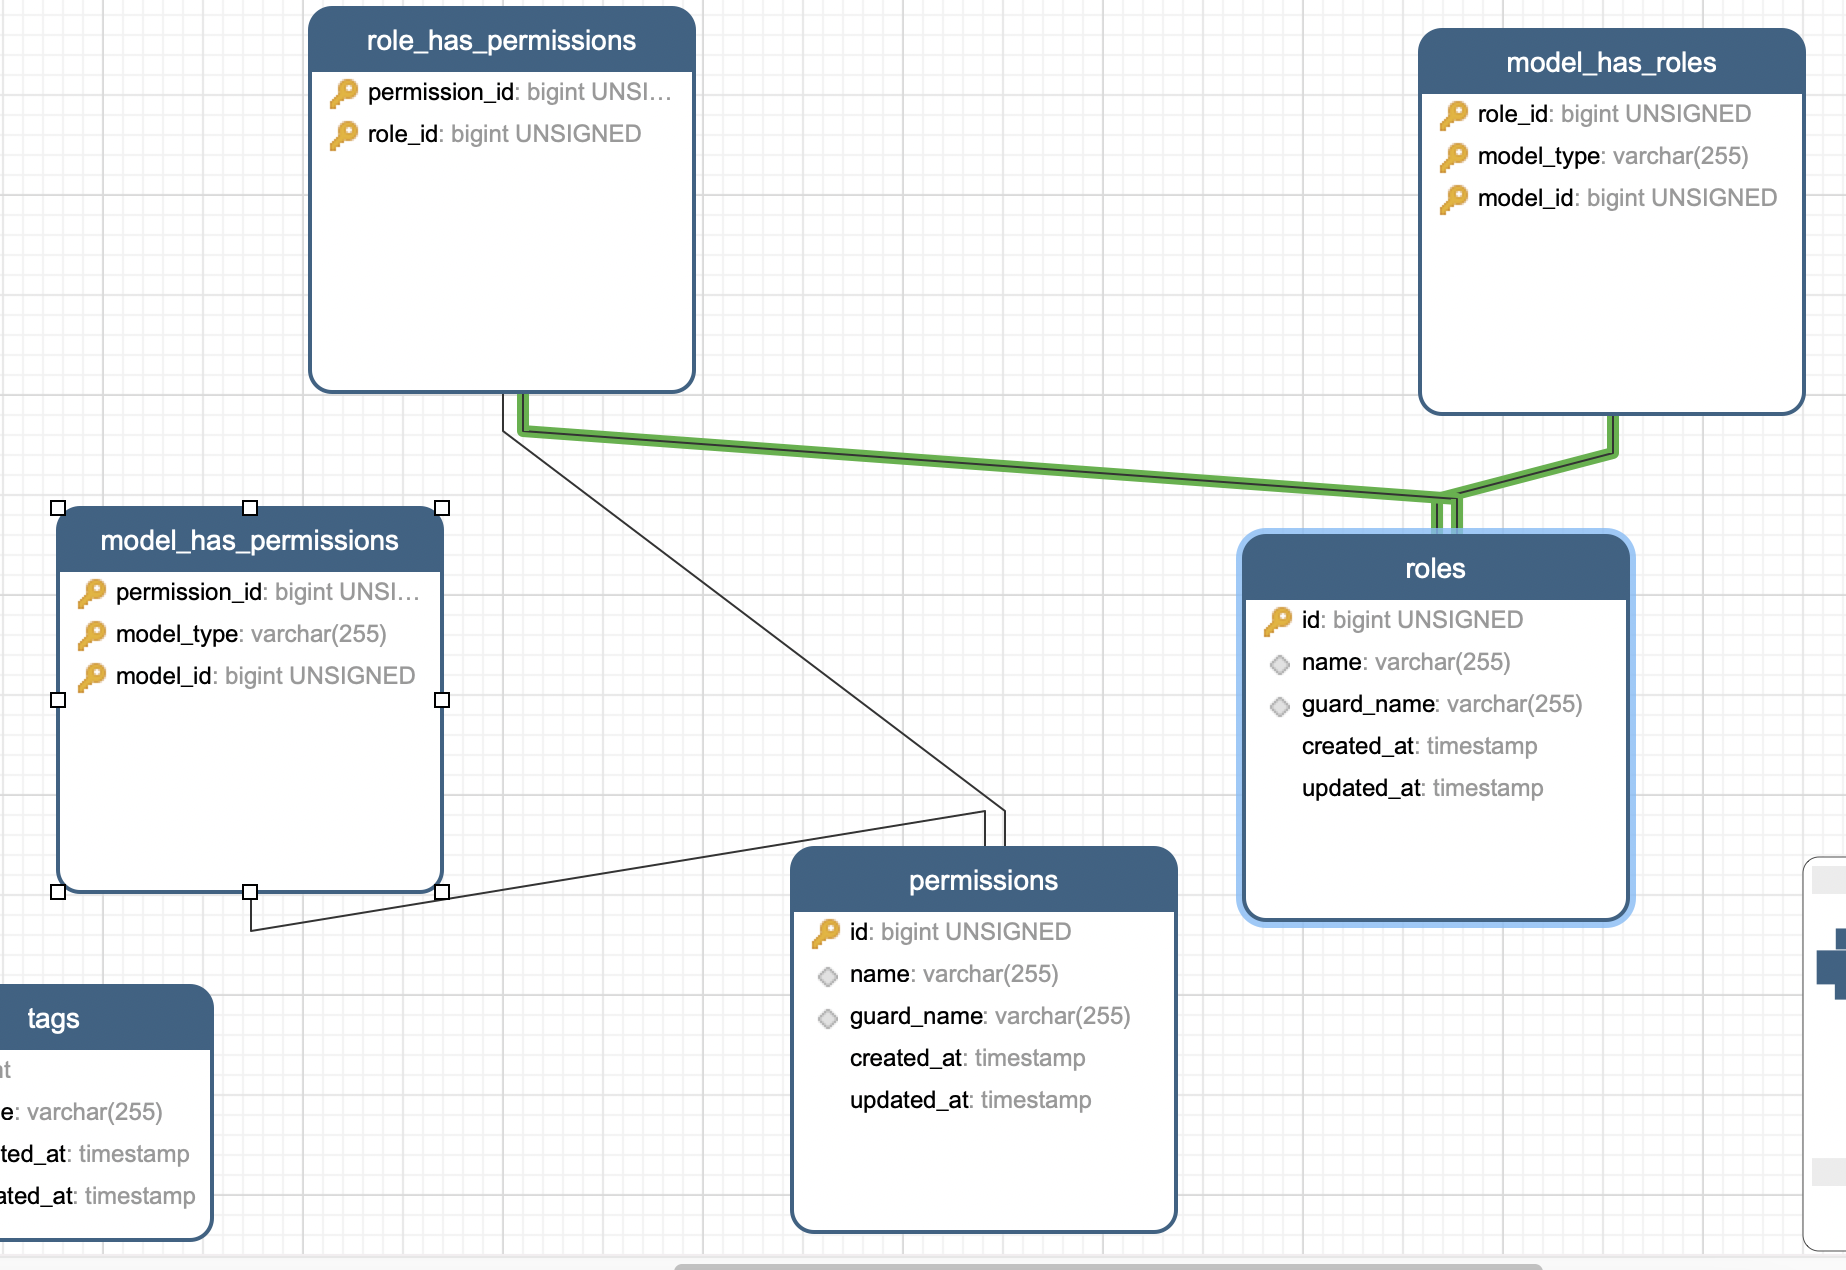 role_has_permissions
permission_id: bigint UNSI...
role_id: bigint UNSIGNED
model_has_roles
role_id: bigint UNSIGNED
model_type: varchar(255)
model_id: bigint UNSIGNED
model_has_permissions
permission_id: bigint UNSI...
model_type: varchar(255)
model_id: bigint UNSIGNED
roles
id: bigint UNSIGNED
name: varchar(255)
guard_name: varchar(255)
created_at: timestamp
updated_at: timestamp
permissions
id: bigint UNSIGNED
name: varchar(255)
guard_name: varchar(255)
created_at: timestamp
updated_at: timestamp
tags
nt
e: varchar(255)
ted_at: timestamp
ated_at: timestamp